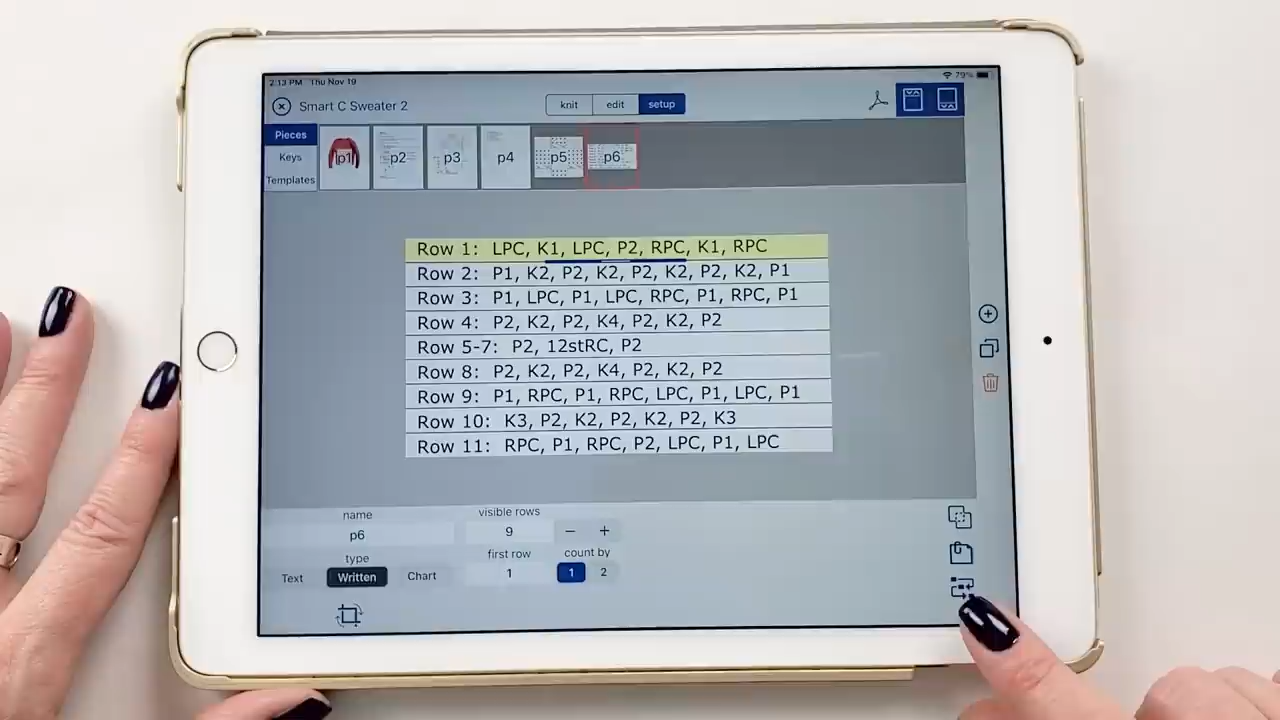 2:13 PM Thu Nov 19
79%
Smart C Sweater 2
knit edit setup
Pieces
Keys
Templates
p1 p2 p3 p4 p5 p6
Row 1: LPC, K1, LPC, P2, RPC, K1, RPC
Row 2: P1, K2, P2, K2, P2, K2, P2, K2, P1
Row 3: P1, LPC, P1, LPC, RPC, P1, RPC, P1
Row 4: P2, K2, P2, K4, P2, K2, P2
Row 5-7: P2, 12stRC, P2
Row 8: P2, K2, P2, K4, P2, K2, P2
Row 9: P1, RPC, P1, RPC, LPC, P1, LPC, P1
Row 10: K3, P2, K2, P2, K2, P2, K3
Row 11: RPC, P1, RPC, P2, LPC, P1, LPC
name
p6
visible rows
9 − +
type
Text Written Chart
first row
1
count by
1 2